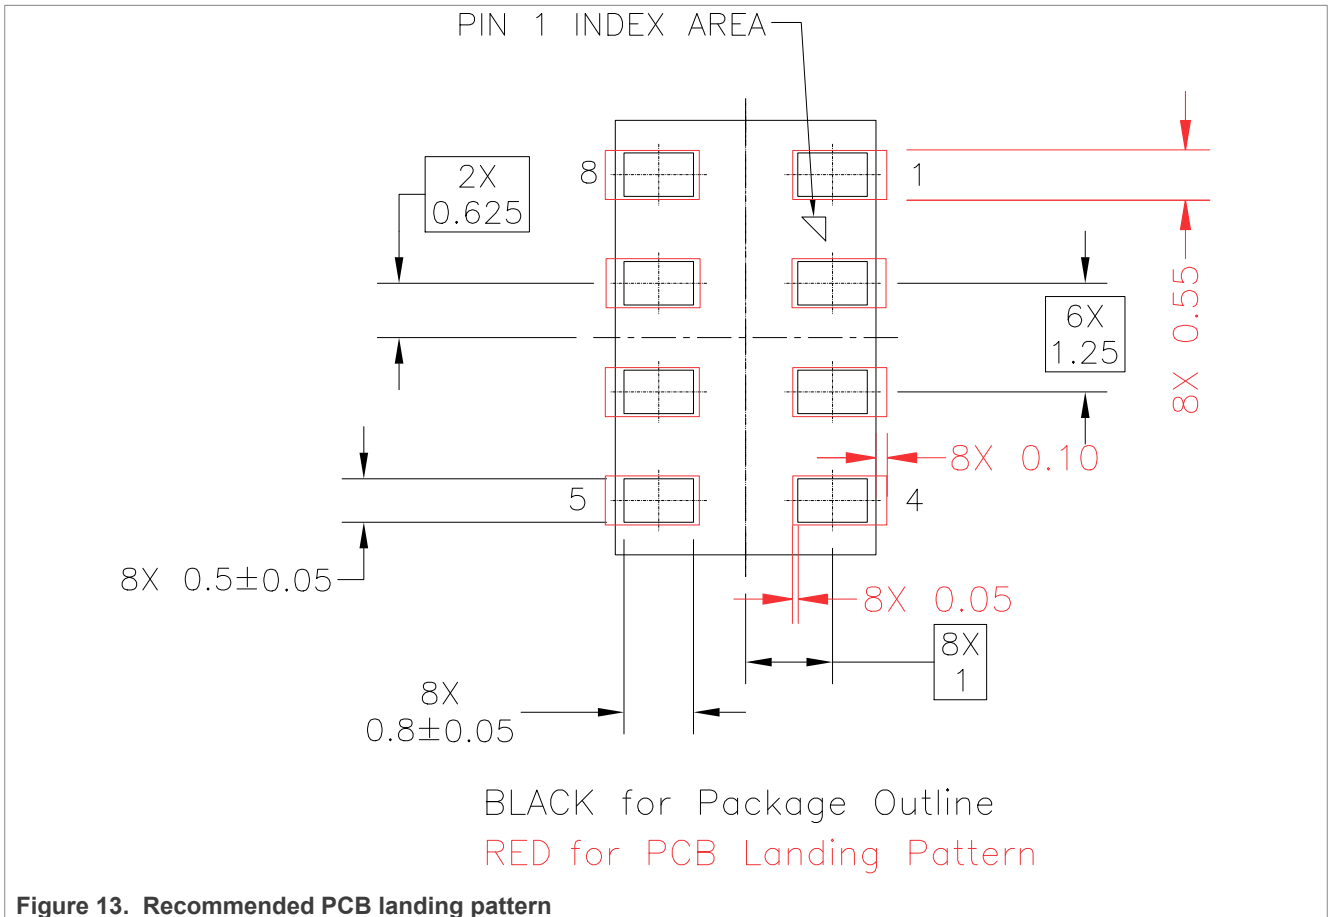 PIN 1 INDEX AREA
8
1
2X
0.625
8X 0.55
6X
1.25
8X 0.10
5
4
8X 0.5±0.05
8X 0.05
8X
1
8X
0.8±0.05
BLACK for Package Outline
RED for PCB Landing Pattern
Figure 13. Recommended PCB landing pattern